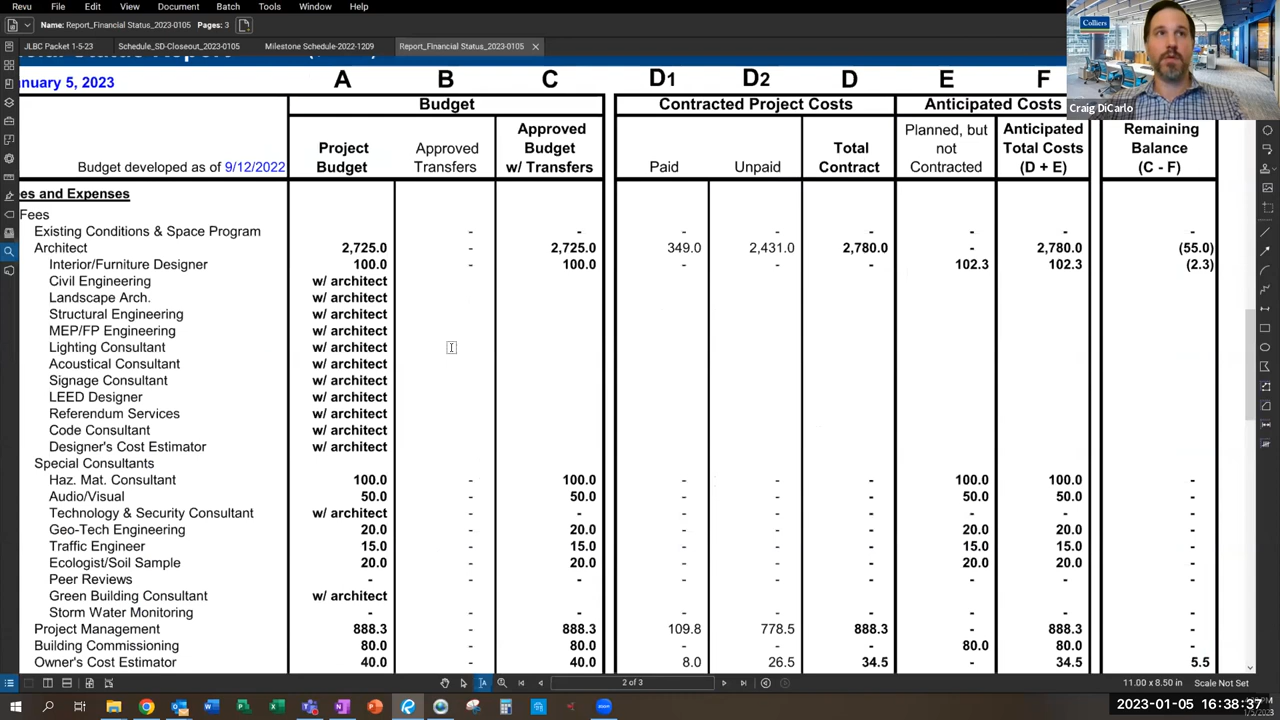 Revu File Edit View Document Batch Tools Window Help
Name: Report_Financial Status_2023-0105 Pages: 3
JLBC Packet 1-5-23 Schedule_SD-Closeout_2023-0105 Milestone Schedule-2022-1209 Report_Financial Status_2023-0105
Colliers
Craig DiCarlo
nuary 5, 2023 A B C D1 D2 D E F
Budget Contracted Project Costs Anticipated Costs
Budget developed as of 9/12/2022 Project Budget Approved Transfers Approved Budget w/ Transfers Paid Unpaid Total Contract Planned, but not Contracted Anticipated Total Costs (D + E) Remaining Balance (C - F)
es and Expenses
Fees
Existing Conditions & Space Program - - - - - - - -
Architect 2,725.0 - 2,725.0 349.0 2,431.0 2,780.0 - 2,780.0 (55.0)
Interior/Furniture Designer 100.0 - 100.0 - - - 102.3 102.3 (2.3)
Civil Engineering w/ architect
Landscape Arch. w/ architect
Structural Engineering w/ architect
MEP/FP Engineering w/ architect
Lighting Consultant w/ architect
Acoustical Consultant w/ architect
Signage Consultant w/ architect
LEED Designer w/ architect
Referendum Services w/ architect
Code Consultant w/ architect
Designer's Cost Estimator w/ architect
Special Consultants
Haz. Mat. Consultant 100.0 - 100.0 - - - 100.0 100.0 -
Audio/Visual 50.0 - 50.0 - - - 50.0 50.0 -
Technology & Security Consultant w/ architect - - - - - - - -
Geo-Tech Engineering 20.0 - 20.0 - - - 20.0 20.0 -
Traffic Engineer 15.0 - 15.0 - - - 15.0 15.0 -
Ecologist/Soil Sample 20.0 - 20.0 - - - 20.0 20.0 -
Peer Reviews - - - - - - - - -
Green Building Consultant w/ architect - - - - - - - -
Storm Water Monitoring - - - - - - - - -
Project Management 888.3 - 888.3 109.8 778.5 888.3 - 888.3 -
Building Commissioning 80.0 - 80.0 - - - 80.0 80.0 -
Owner's Cost Estimator 40.0 - 40.0 8.0 26.5 34.5 - 34.5 5.5
2 of 3 11.00 x 8.50 in Scale Not Set
2023-01-05 16:38:37